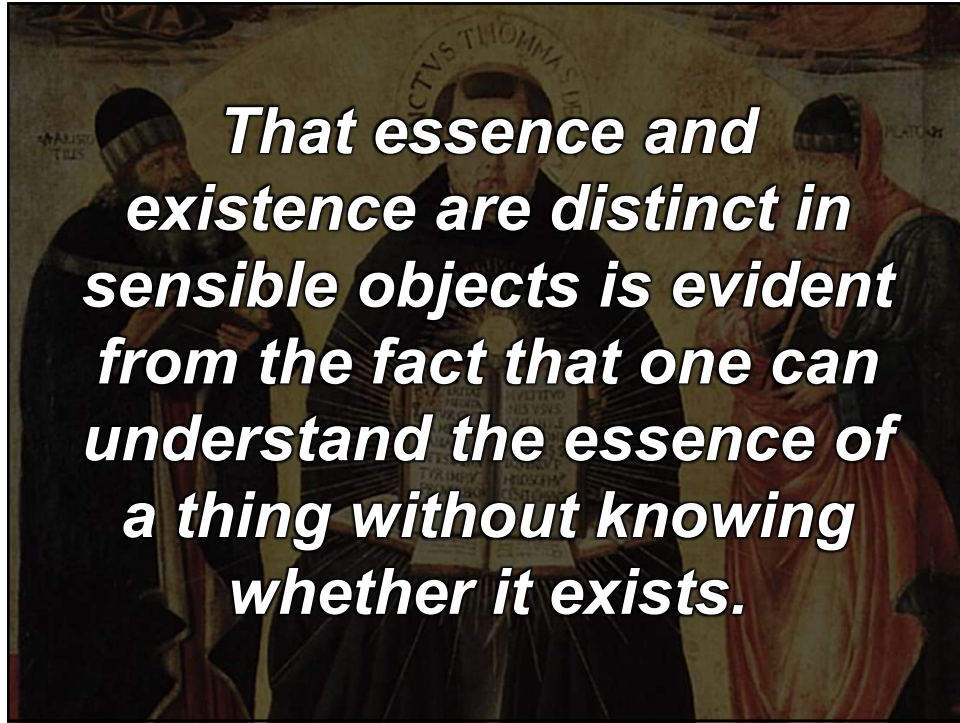 That essence and
existence are distinct in
sensible objects is evident
from the fact that one can
understand the essence of
a thing without knowing
whether it exists.